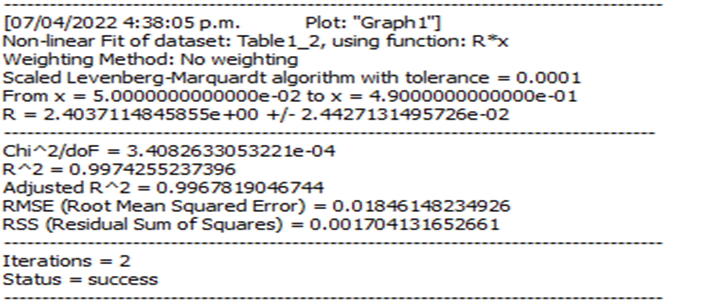 [07/04/2022 4:38:05 p.m. Plot: "Graph1"]
Non-linear Fit of dataset: Table1_2, using function: R*x
Weighting Method: No weighting
Scaled Levenberg-Marquardt algorithm with tolerance = 0.0001
From x = 5.0000000000000e-02 to x = 4.9000000000000e-01
R = 2.4037114845855e+00 +/- 2.4427131495726e-02
Chi^2/doF = 3.4082633053221e-04
R^2 = 0.9974255237396
Adjusted R^2 = 0.9967819046744
RMSE (Root Mean Squared Error) = 0.01846148234926
RSS (Residual Sum of Squares) = 0.001704131652661
Iterations = 2
Status = success